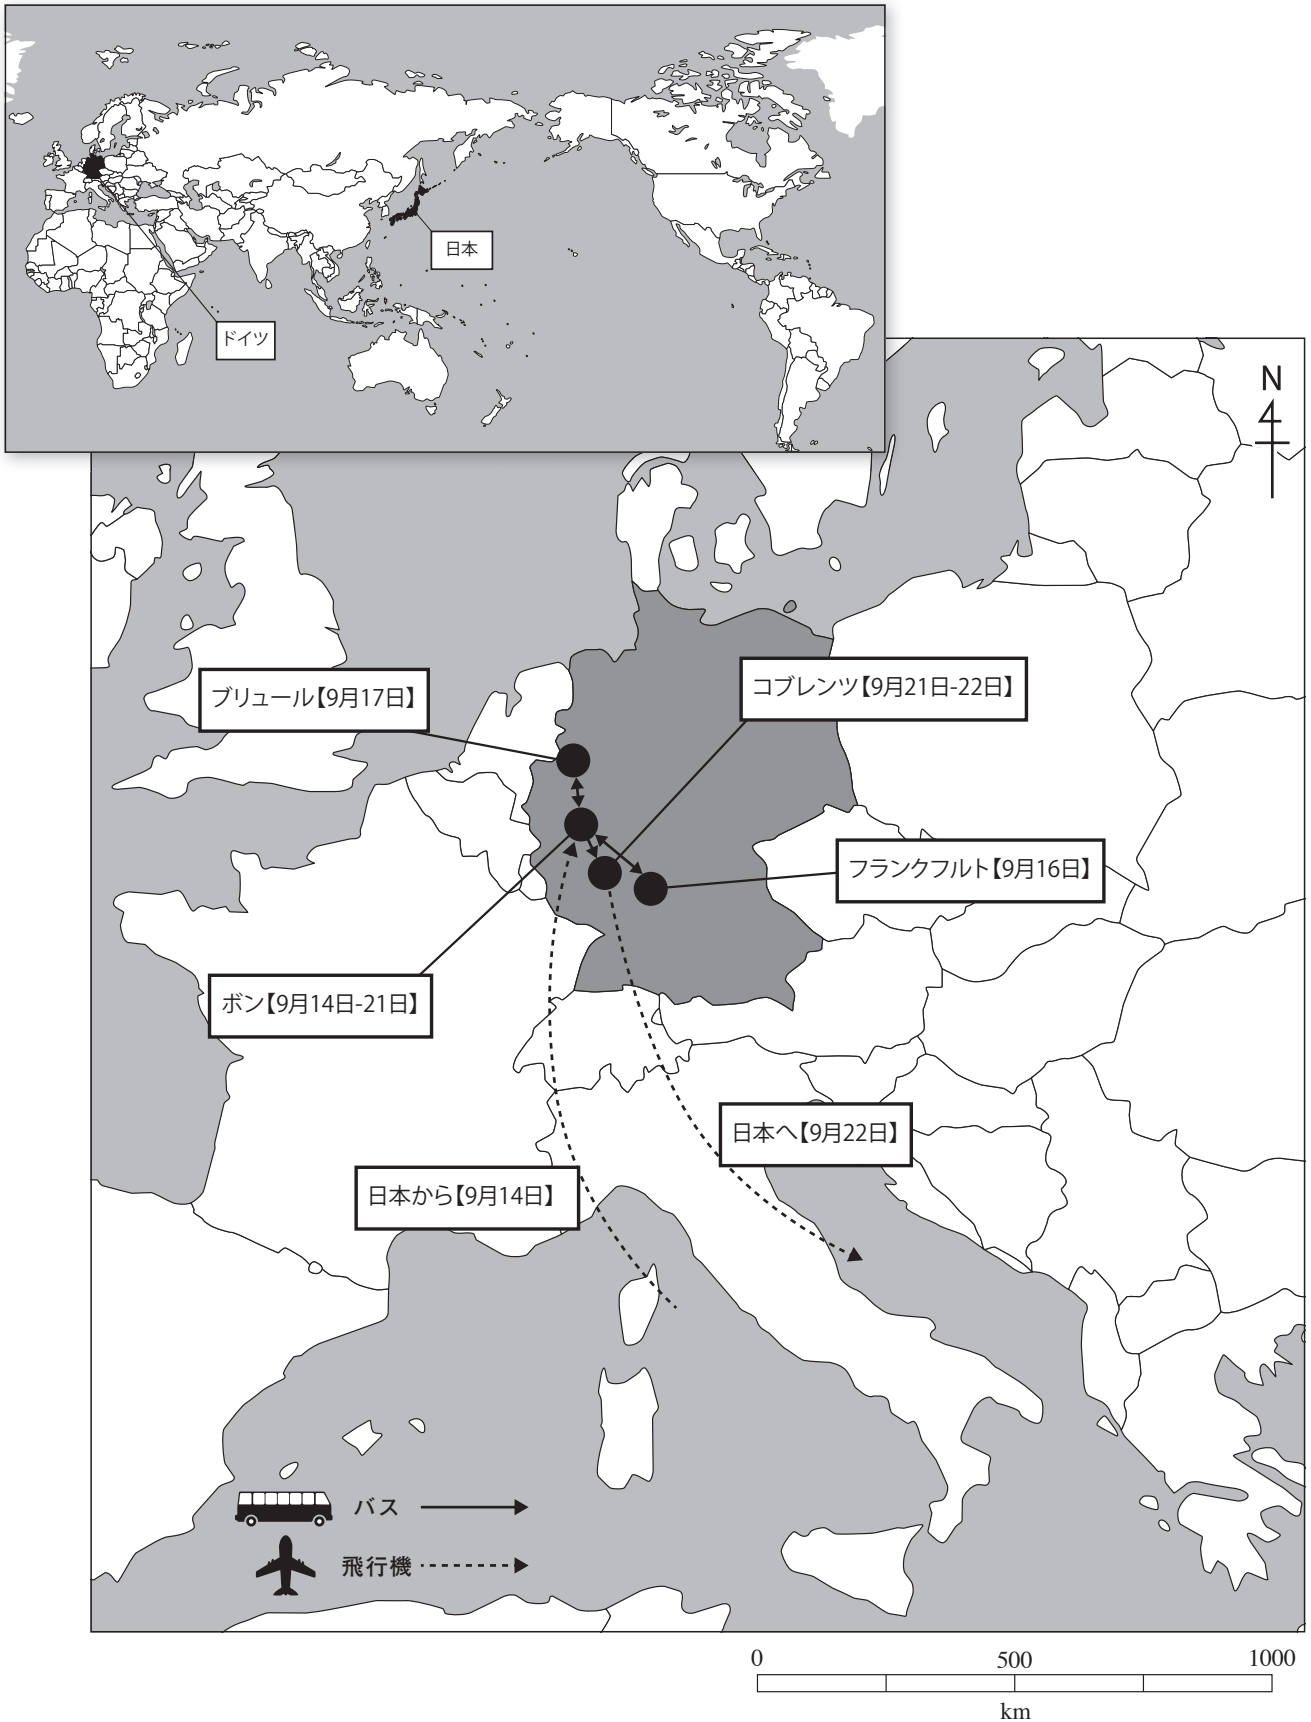 日本
ドイツ
N
ブリュール【9月17日】
コブレンツ【9月21日-22日】
フランクフルト【9月16日】
ボン【9月14日-21日】
日本へ【9月22日】
日本から【9月14日】
バス
飛行機
0 500 1000
km